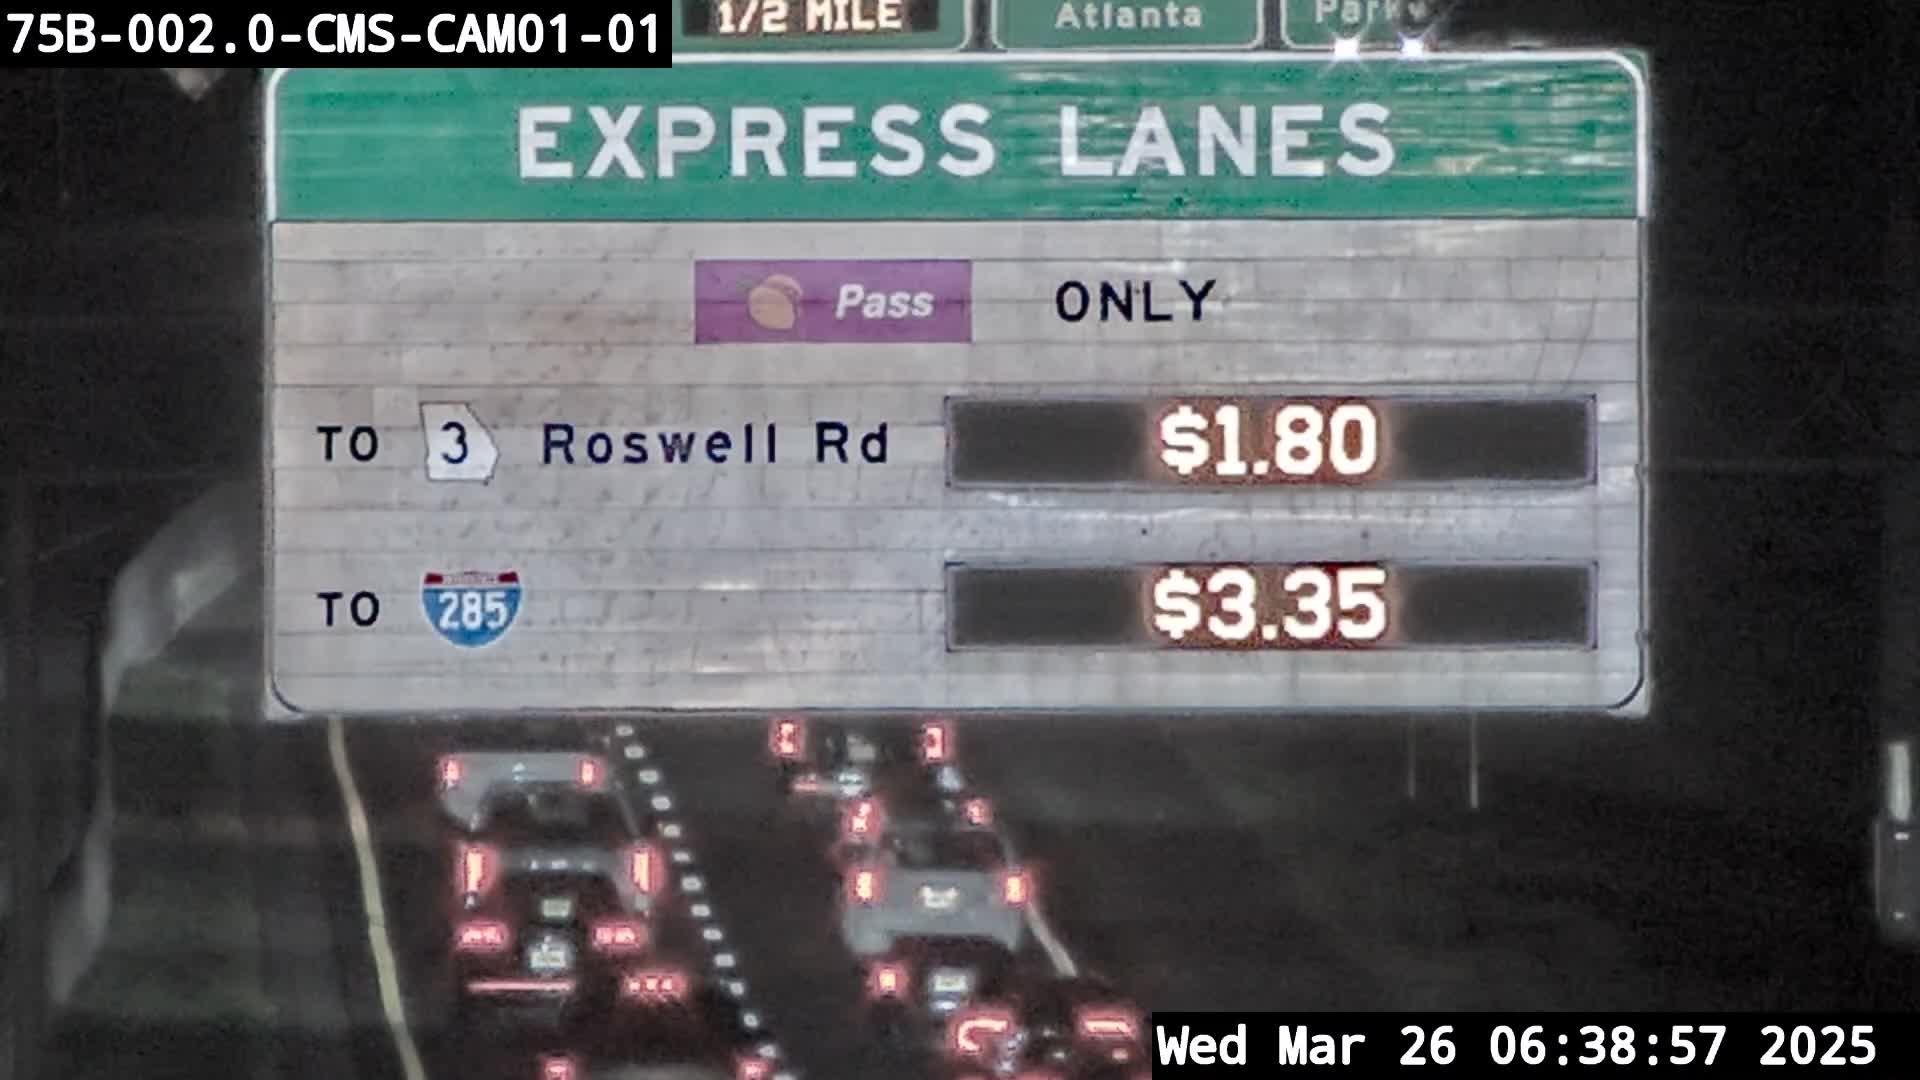 75B-002.0-CMS-CAM01-01
1/2 MILE
Atlanta
EXPRESS LANES
Pass ONLY
TO 3 Roswell Rd $1.80
TO 285 $3.35
Wed Mar 26 06:38:57 2025